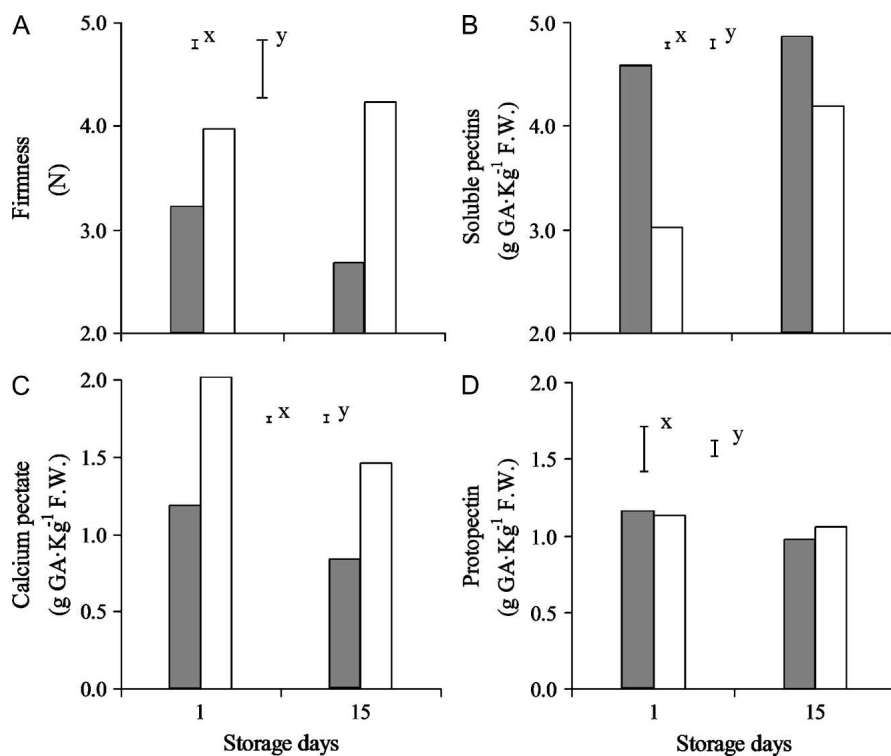 A
5.0
4.0
3.0
2.0
Firmness
(N)
x
y
B
5.0
4.0
3.0
2.0
Soluble pectins
(g GA·Kg⁻¹ F.W.)
x
y
C
2.0
1.5
1.0
0.5
0.0
Calcium pectate
(g GA·Kg⁻¹ F.W.)
x
y
1
15
Storage days
D
2.0
1.5
1.0
0.5
0.0
Protopectin
(g GA·Kg⁻¹ F.W.)
x
y
1
15
Storage days